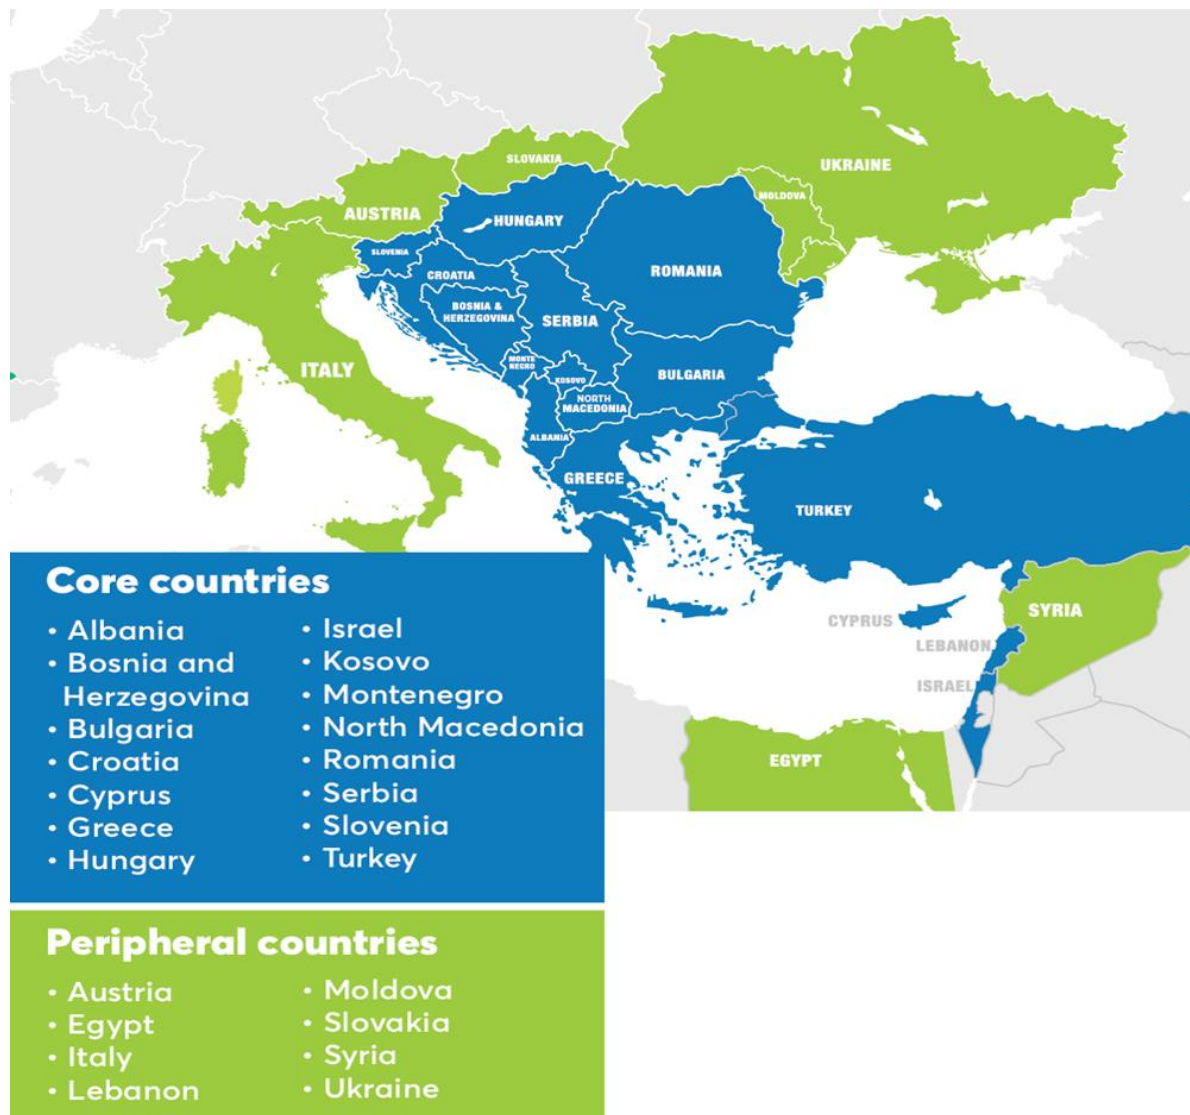 SLOVAKIA
UKRAINE
MOLDOVA
AUSTRIA
HUNGARY
SLOVENIA
ROMANIA
CROATIA
BOSNIA &
HERZEGOVINA
SERBIA
MONTE
NEGRO
ITALY
KOSOVO
BULGARIA
NORTH
MACEDONIA
ALBANIA
GREECE
TURKEY
CYPRUS
SYRIA
LEBANON
ISRAEL
EGYPT
Core countries
• Albania
• Bosnia and
Herzegovina
• Bulgaria
• Croatia
• Cyprus
• Greece
• Hungary
• Israel
• Kosovo
• Montenegro
• North Macedonia
• Romania
• Serbia
• Slovenia
• Turkey
Peripheral countries
• Austria
• Egypt
• Italy
• Lebanon
• Moldova
• Slovakia
• Syria
• Ukraine